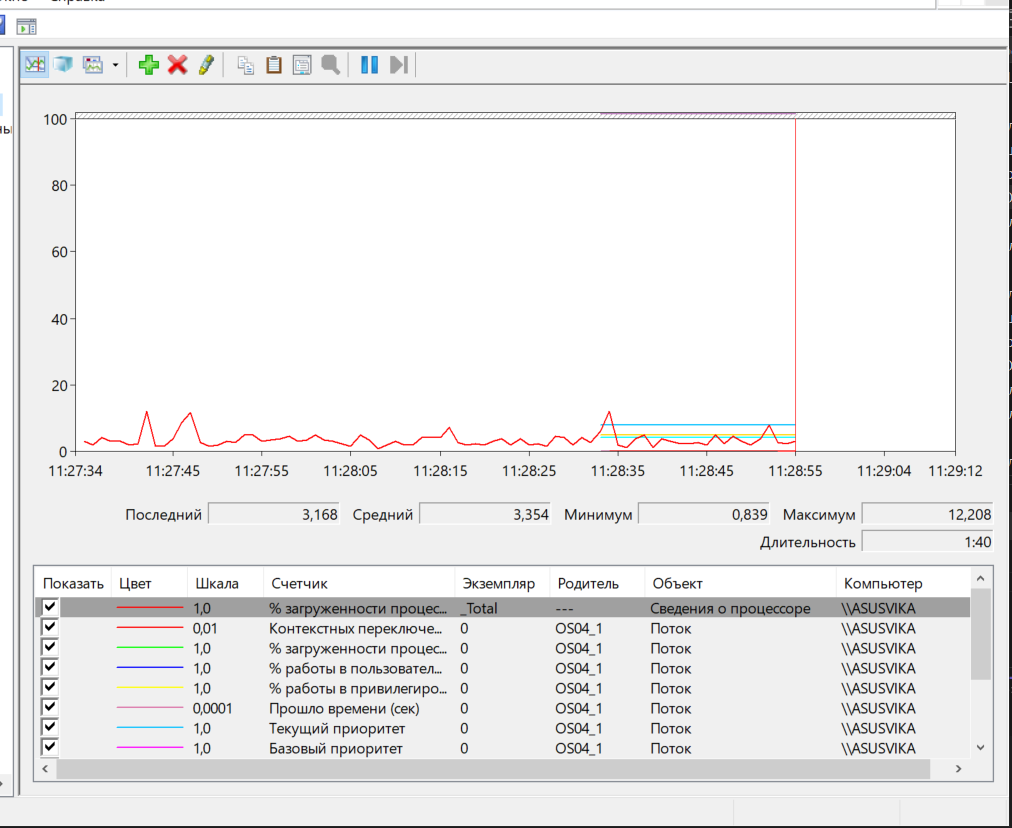 Справка
100
80
60
40
20
0
11:27:34 11:27:45 11:27:55 11:28:05 11:28:15 11:28:25 11:28:35 11:28:45 11:28:55 11:29:04 11:29:12
Последний 3,168 Средний 3,354 Минимум 0,839 Максимум 12,208
Длительность 1:40
Показать Цвет Шкала Счетчик Экземпляр Родитель Объект Компьютер
1,0 % загруженности процес... _Total --- Сведения о процессоре \\ASUSVIKA
0,01 Контекстных переключе... 0 OS04_1 Поток \\ASUSVIKA
1,0 % загруженности процес... 0 OS04_1 Поток \\ASUSVIKA
1,0 % работы в пользовател... 0 OS04_1 Поток \\ASUSVIKA
1,0 % работы в привилегиро... 0 OS04_1 Поток \\ASUSVIKA
0,0001 Прошло времени (сек) 0 OS04_1 Поток \\ASUSVIKA
1,0 Текущий приоритет 0 OS04_1 Поток \\ASUSVIKA
1,0 Базовый приоритет 0 OS04_1 Поток \\ASUSVIKA